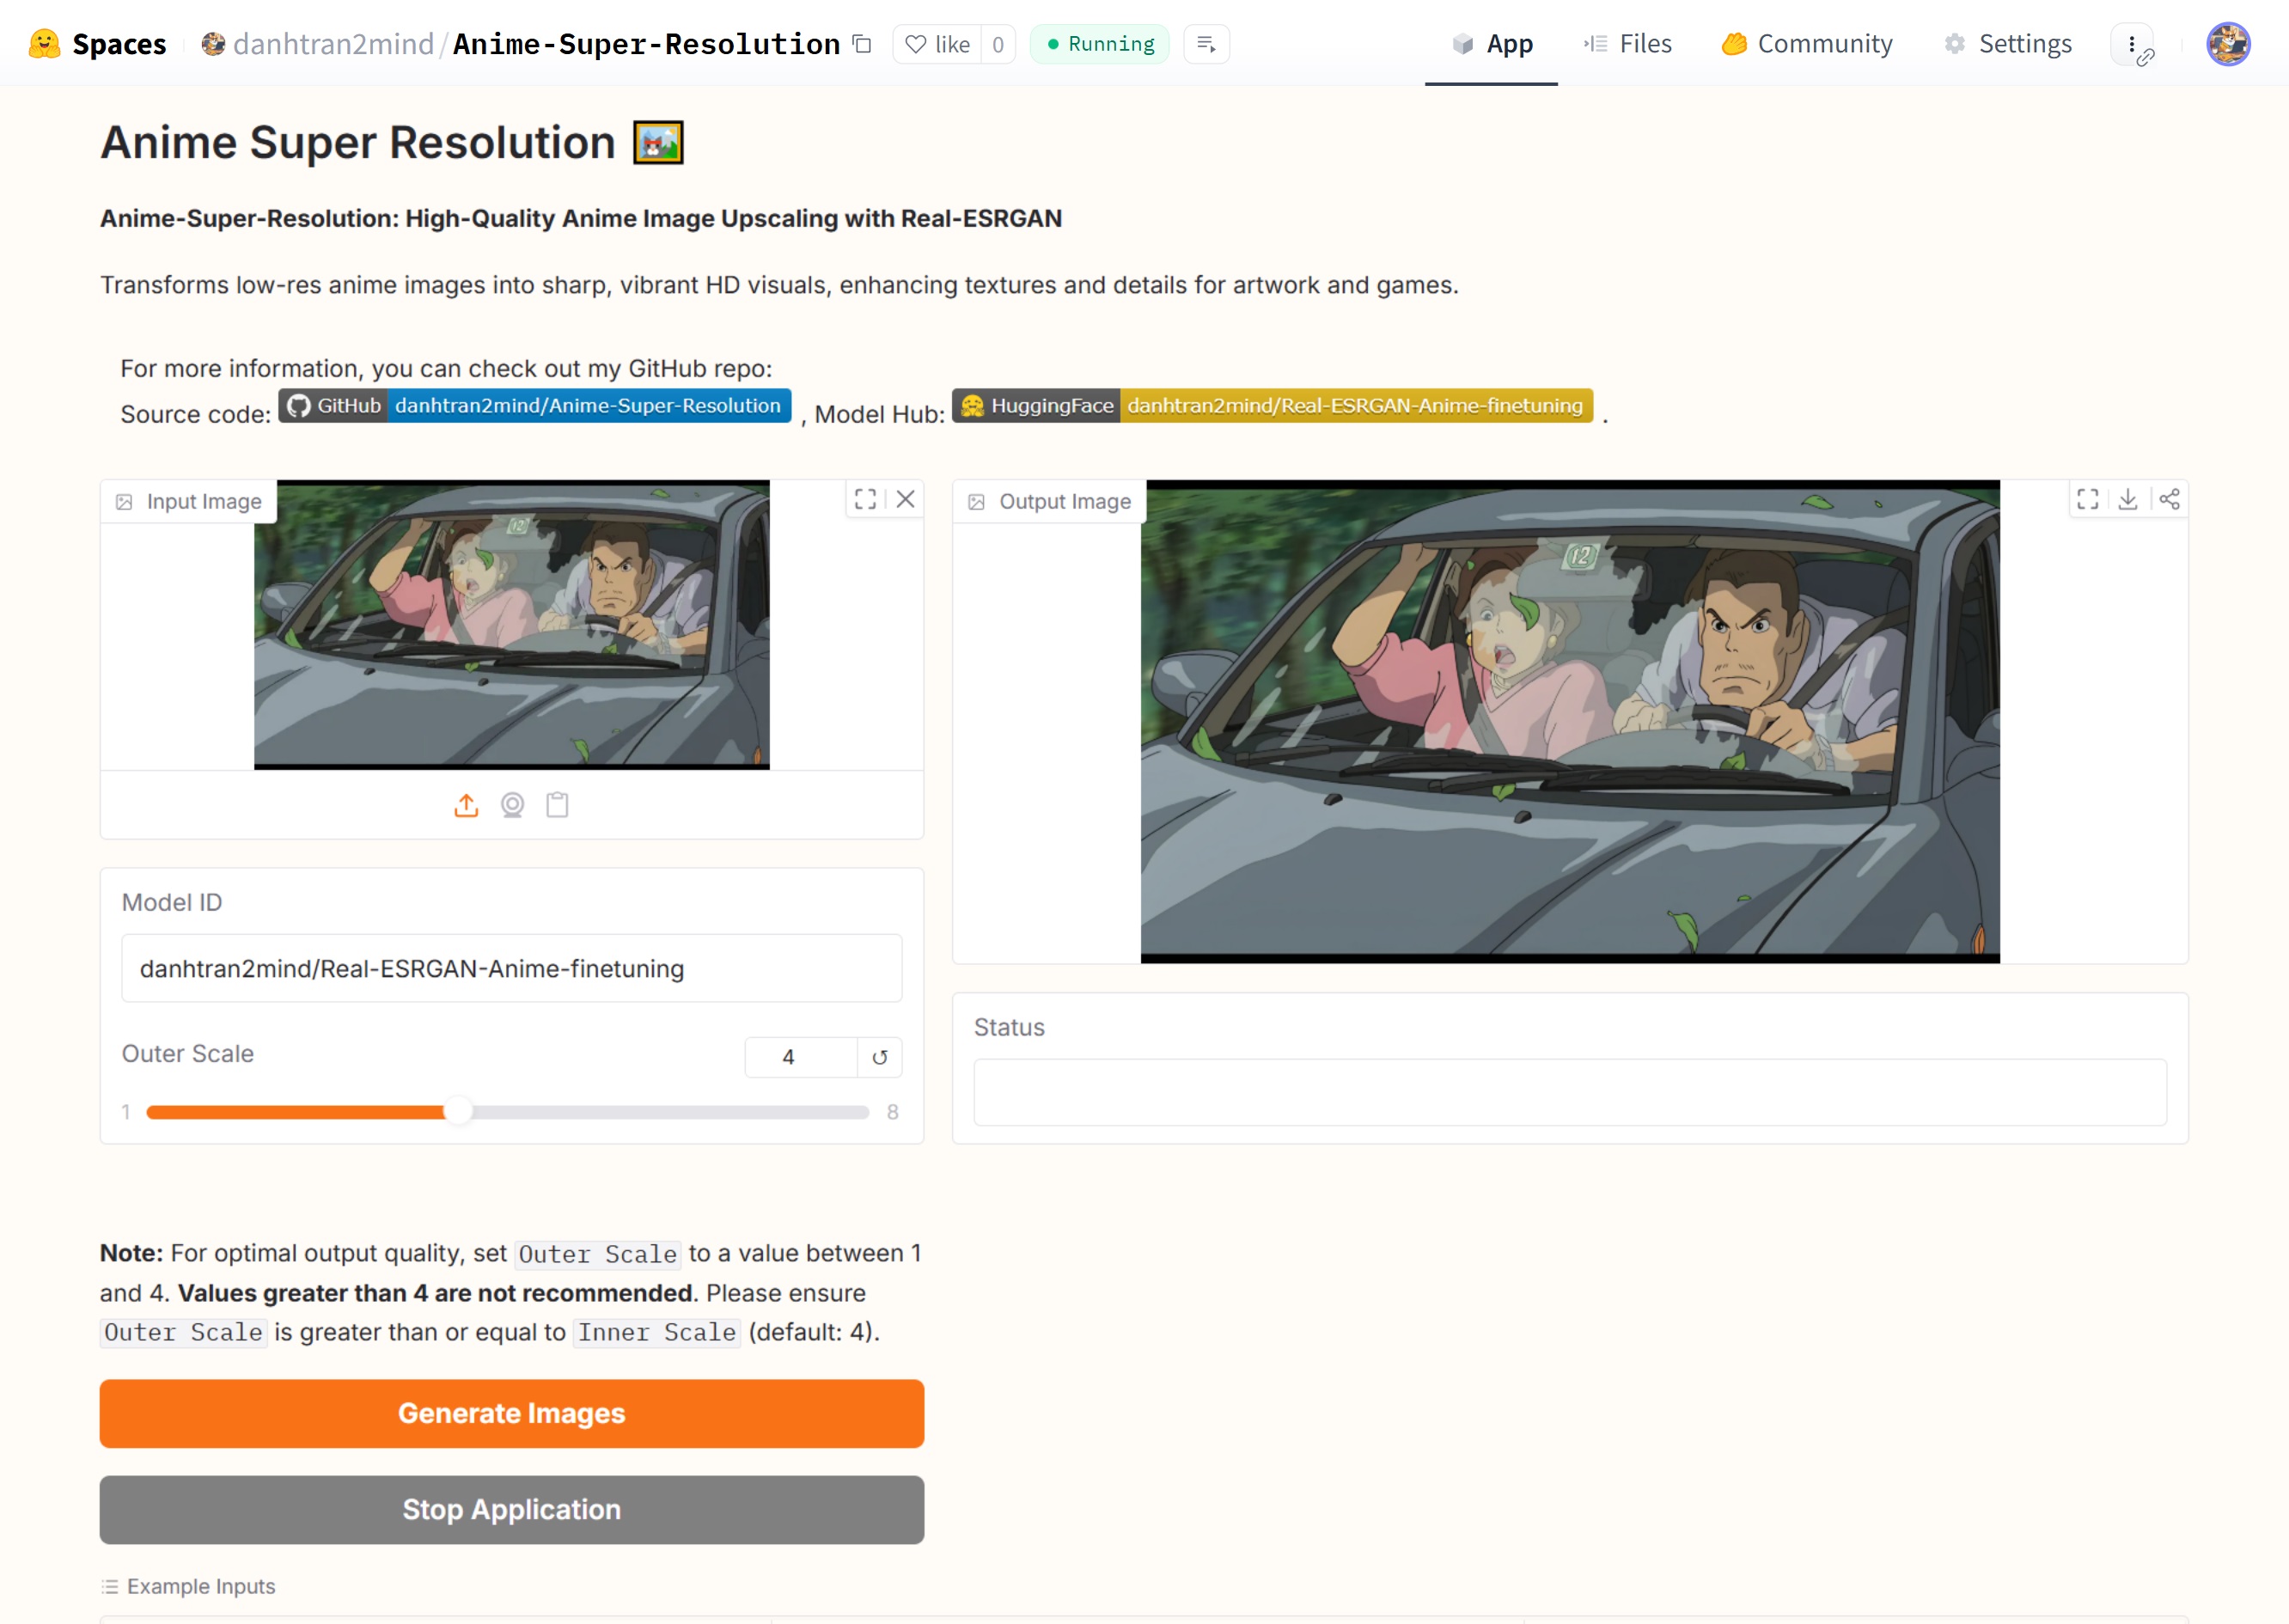 Spaces danhtran2mind/Anime-Super-Resolution like 0 Running App Files Community Settings
Anime Super Resolution
Anime-Super-Resolution: High-Quality Anime Image Upscaling with Real-ESRGAN
Transforms low-res anime images into sharp, vibrant HD visuals, enhancing textures and details for artwork and games.
For more information, you can check out my GitHub repo:
Source code: GitHub danhtran2mind/Anime-Super-Resolution , Model Hub: HuggingFace danhtran2mind/Real-ESRGAN-Anime-finetuning .
Input Image
12
Output Image
12
Model ID
danhtran2mind/Real-ESRGAN-Anime-finetuning
Outer Scale 4
1 8
Status
Note: For optimal output quality, set Outer Scale to a value between 1
and 4. Values greater than 4 are not recommended. Please ensure
Outer Scale is greater than or equal to Inner Scale (default: 4).
Generate Images
Stop Application
Example Inputs